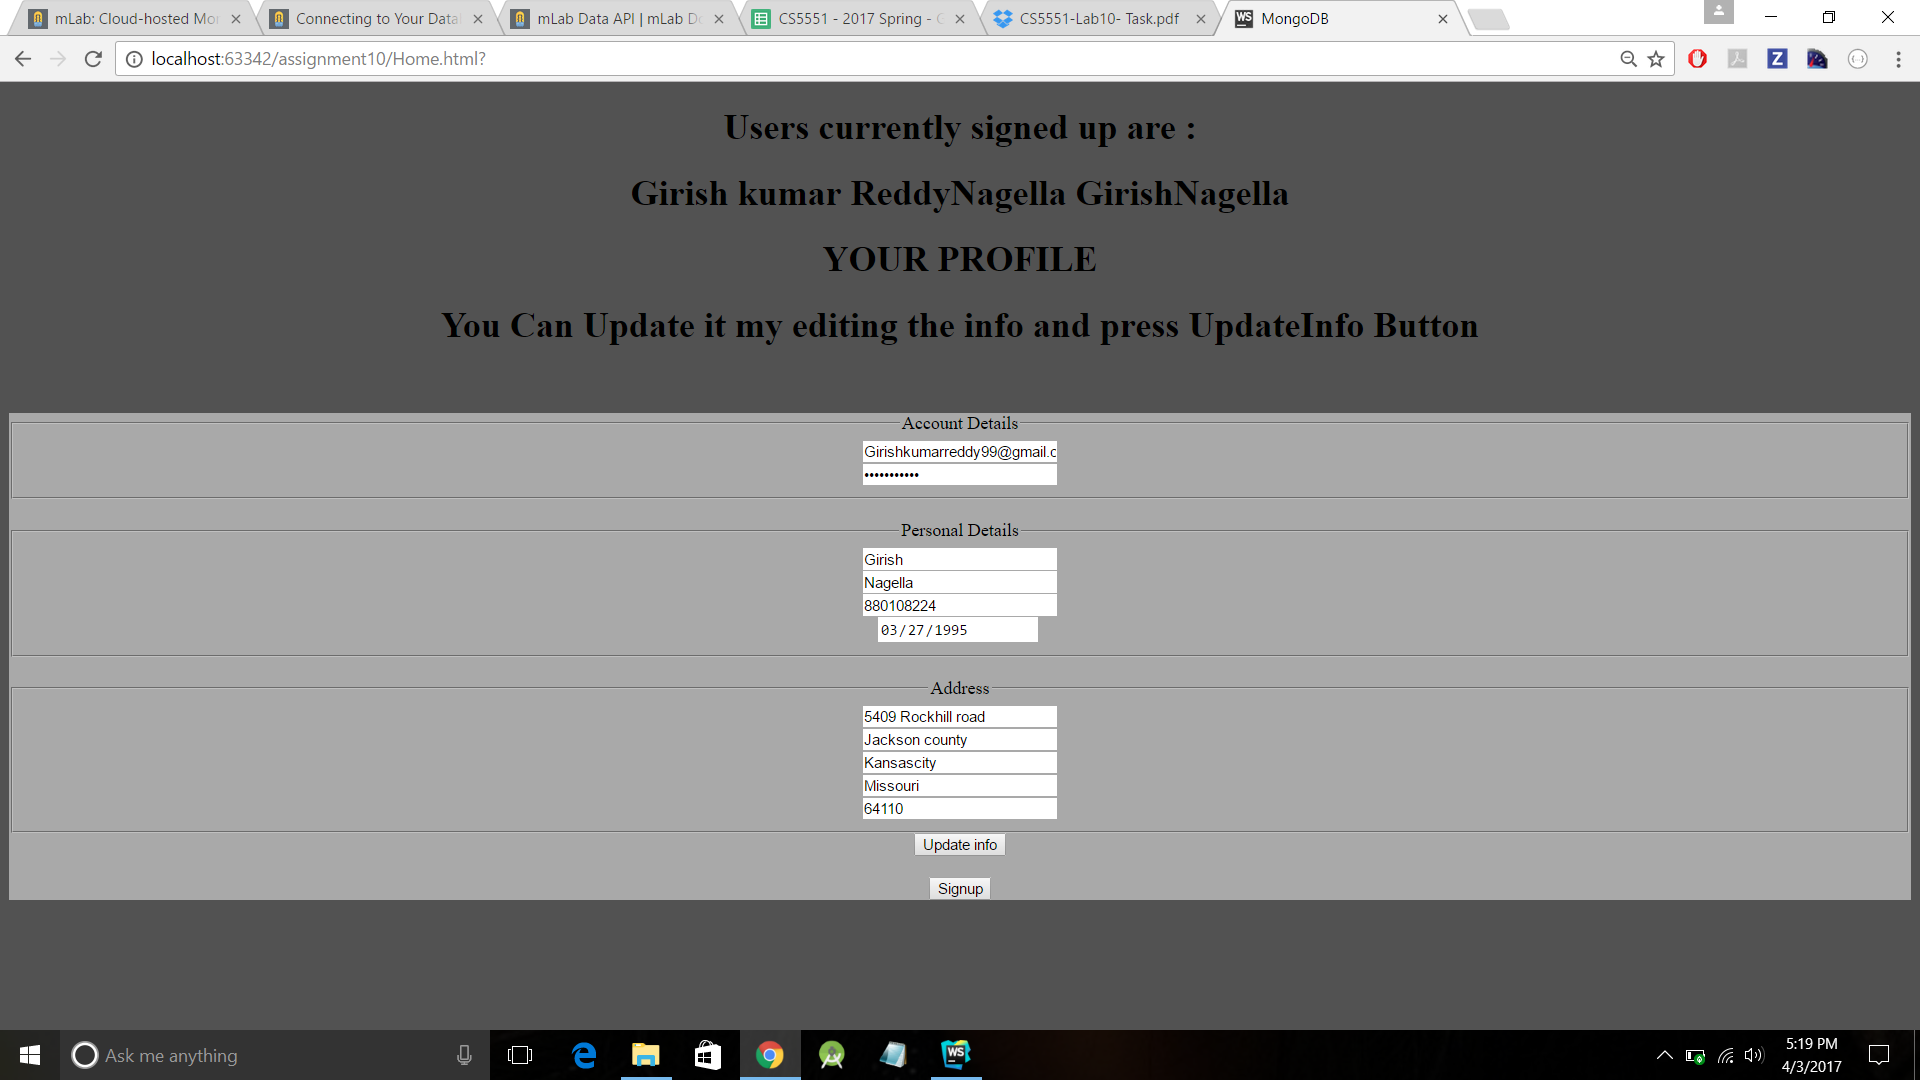 mLab: Cloud-hosted Mon
Connecting to Your Data
mLab Data API | mLab Do
CS5551 - 2017 Spring - G
CS5551-Lab10- Task.pdf
WS MongoDB
localhost:63342/assignment10/Home.html?
Z
Users currently signed up are :
Girish kumar ReddyNagella GirishNagella
YOUR PROFILE
You Can Update it my editing the info and press UpdateInfo Button
Account Details
Girishkumarreddy99@gmail.c
•••••••••••
Personal Details
Girish
Nagella
880108224
03/27/1995
Address
5409 Rockhill road
Jackson county
Kansascity
Missouri
64110
Update info
Signup
Ask me anything
WS
5:19 PM
4/3/2017